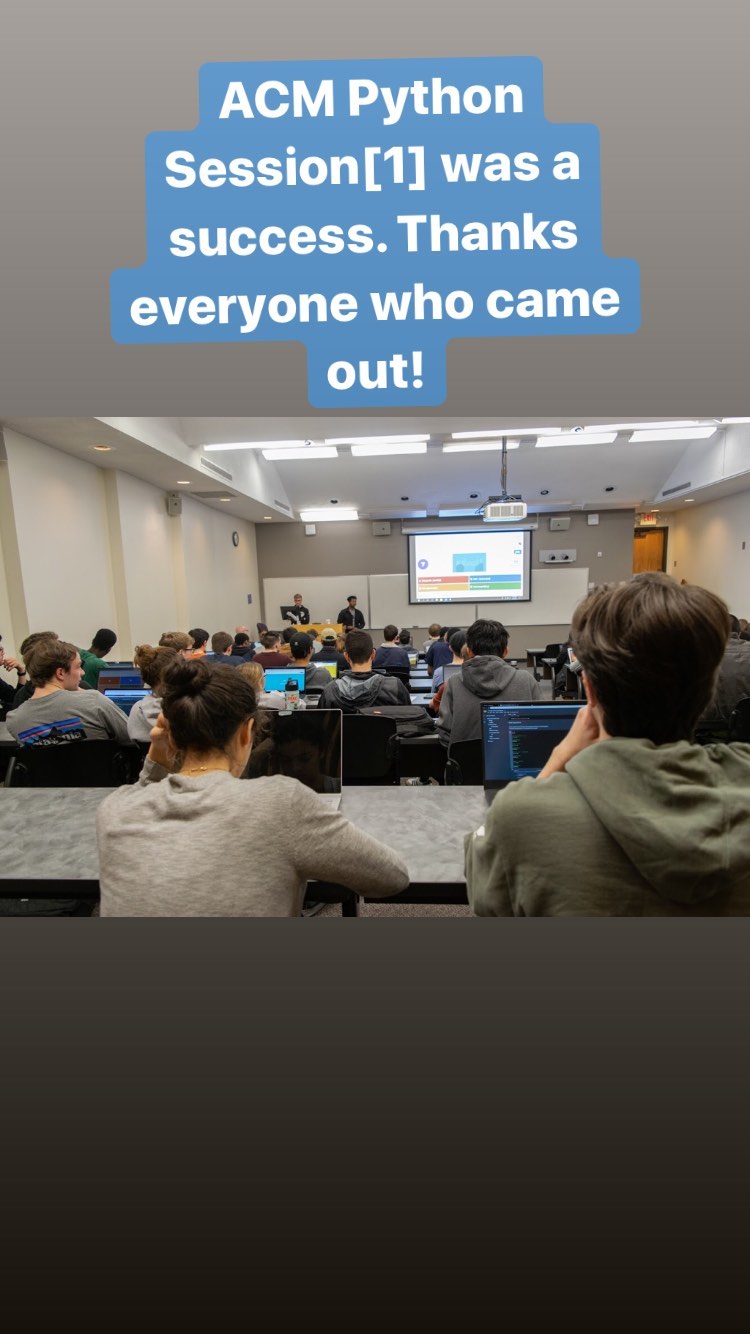 ACM Python
Session[1] was a
success. Thanks
everyone who came
out!